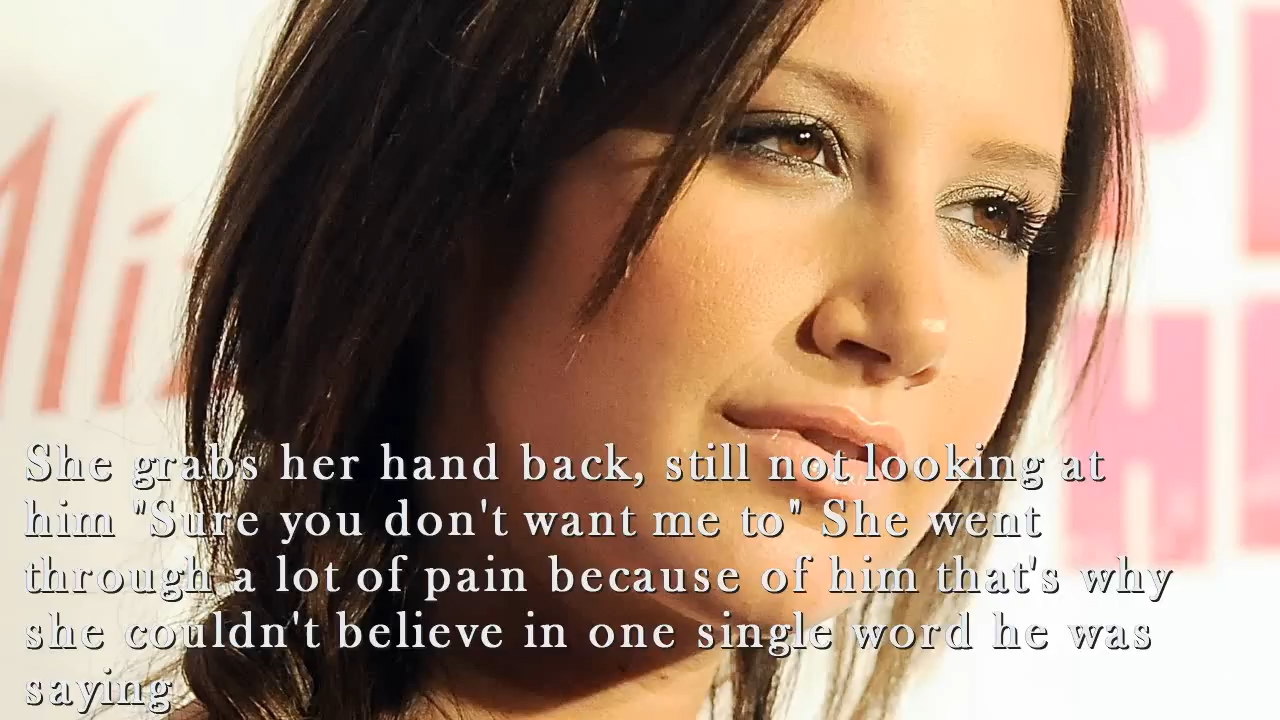 She grabs her hand back, still not looking at
him "Sure you don't want me to" She went
through a lot of pain because of him that's why
she couldn't believe in one single word he was
saying